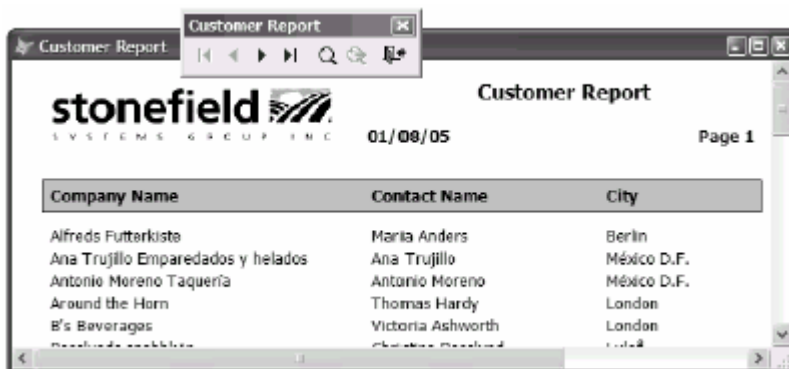 Customer Report
Customer Report
stonefield
SYSTEMS GROUP INC
Customer Report
01/08/05 Page 1
Company Name Contact Name City
Alfreds Futterkiste Maria Anders Berlin
Ana Trujillo Emparedados y helados Ana Trujillo México D.F.
Antonio Moreno Taquería Antonio Moreno México D.F.
Around the Horn Thomas Hardy London
B's Beverages Victoria Ashworth London